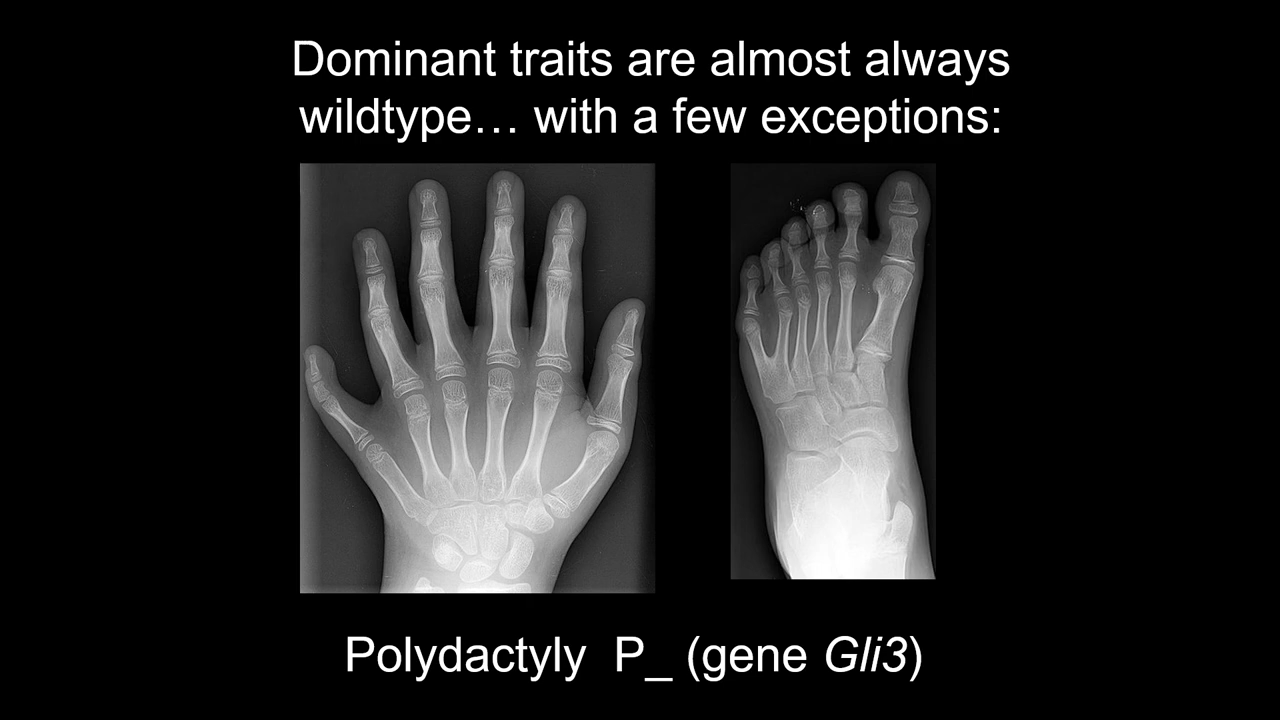 Dominant traits are almost always
wildtype… with a few exceptions:
Polydactyly P_ (gene Gli3)